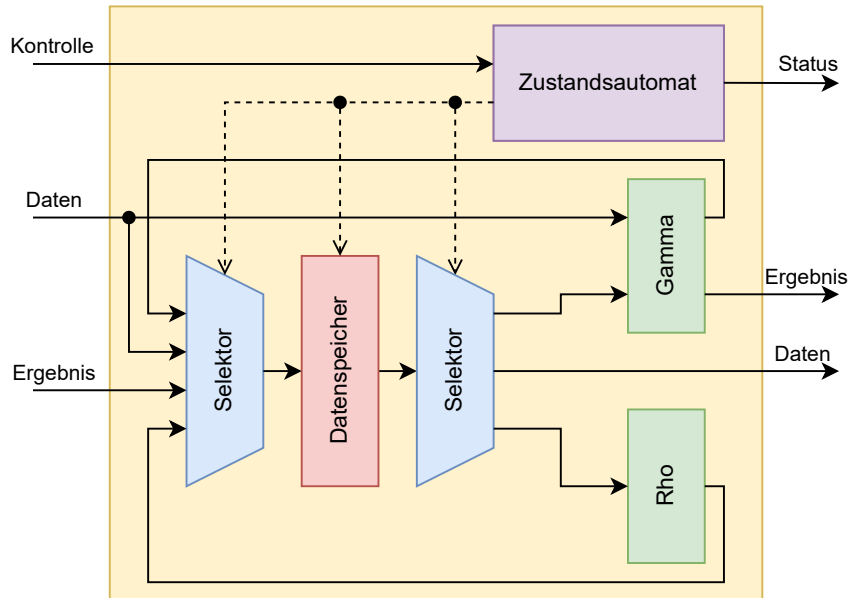 Kontrolle
Zustandsautomat
Status
Daten
Gamma
Ergebnis
Selektor
Datenspeicher
Selektor
Daten
Ergebnis
Rho